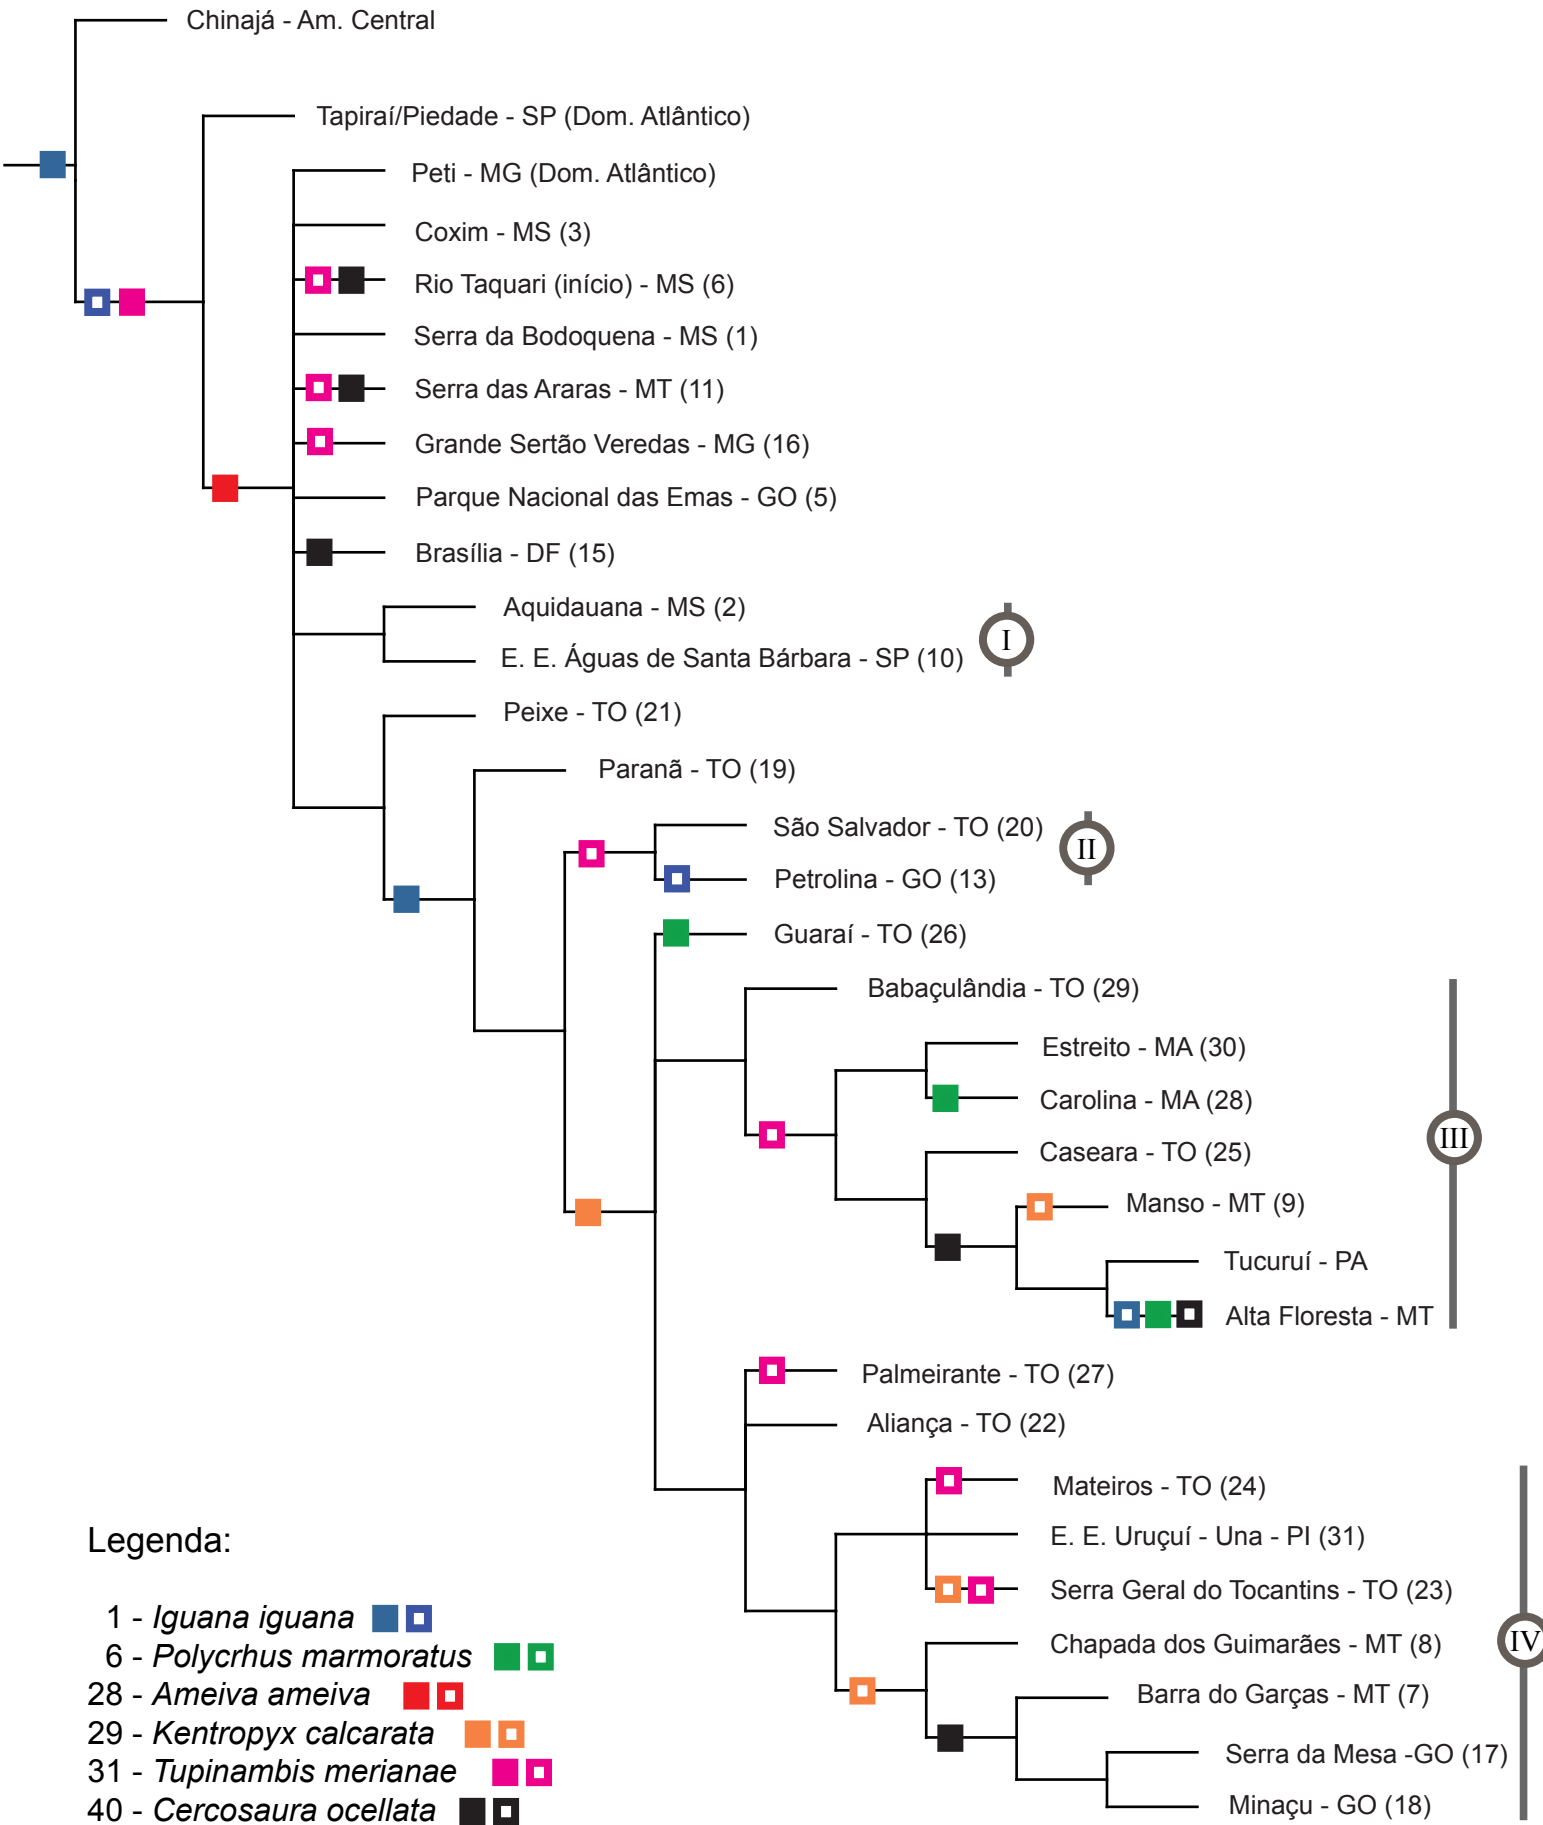 Chinajá - Am. Central
Tapiraí/Piedade - SP (Dom. Atlântico)
Peti - MG (Dom. Atlântico)
Coxim - MS (3)
Rio Taquari (início) - MS (6)
Serra da Bodoquena - MS (1)
Serra das Araras - MT (11)
Grande Sertão Veredas - MG (16)
Parque Nacional das Emas - GO (5)
Brasília - DF (15)
Aquidauana - MS (2)
I
E. E. Águas de Santa Bárbara - SP (10)
Peixe - TO (21)
Paranã - TO (19)
São Salvador - TO (20)
II
Petrolina - GO (13)
Guaraí - TO (26)
Babaçulândia - TO (29)
Estreito - MA (30)
Carolina - MA (28)
III
Caseara - TO (25)
Manso - MT (9)
Tucuruí - PA
Alta Floresta - MT
Palmeirante - TO (27)
Aliança - TO (22)
Mateiros - TO (24)
E. E. Uruçuí - Una - PI (31)
Serra Geral do Tocantins - TO (23)
Chapada dos Guimarães - MT (8)
IV
Barra do Garças - MT (7)
Serra da Mesa -GO (17)
Minaçu - GO (18)
Legenda:
1 - Iguana iguana
6 - Polycrhus marmoratus
28 - Ameiva ameiva
29 - Kentropyx calcarata
31 - Tupinambis merianae
40 - Cercosaura ocellata